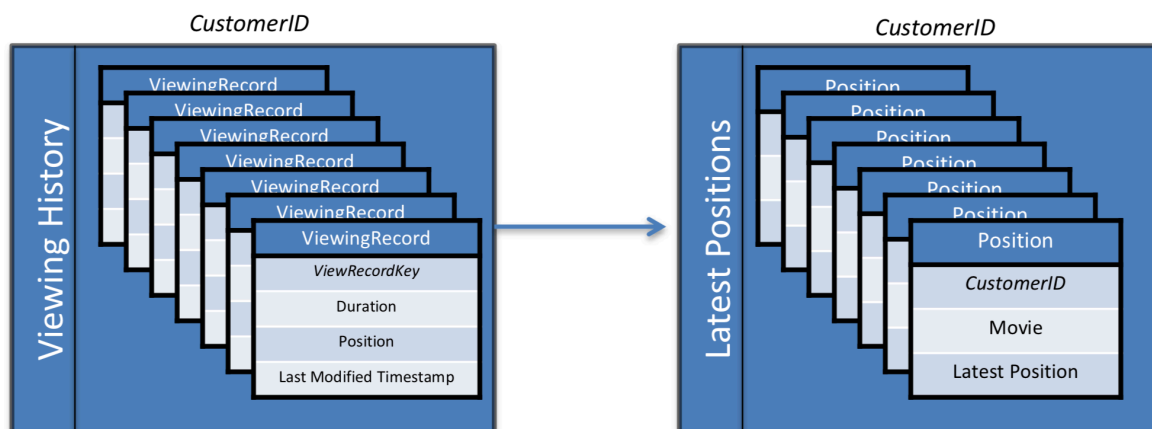 CustomerID
Viewing History
ViewingRecord
ViewingRecord
ViewingRecord
ViewingRecord
ViewingRecord
ViewingRecord
ViewingRecord
ViewRecordKey
Duration
Position
Last Modified Timestamp
CustomerID
Latest Positions
Position
Position
Position
Position
Position
Position
Position
CustomerID
Movie
Latest Position